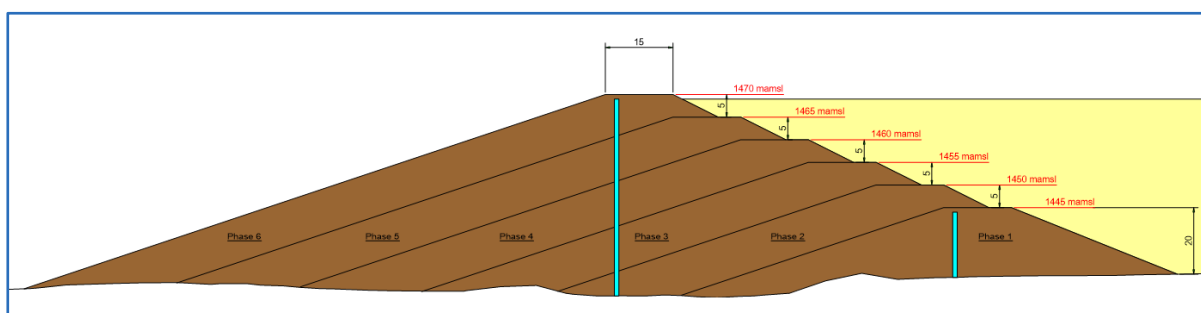 15
1470 mamsl
5
1465 mamsl
5
1460 mamsl
5
1455 mamsl
5
1450 mamsl
5
1445 mamsl
Phase 6
Phase 5
Phase 4
Phase 3
Phase 2
Phase 1
20